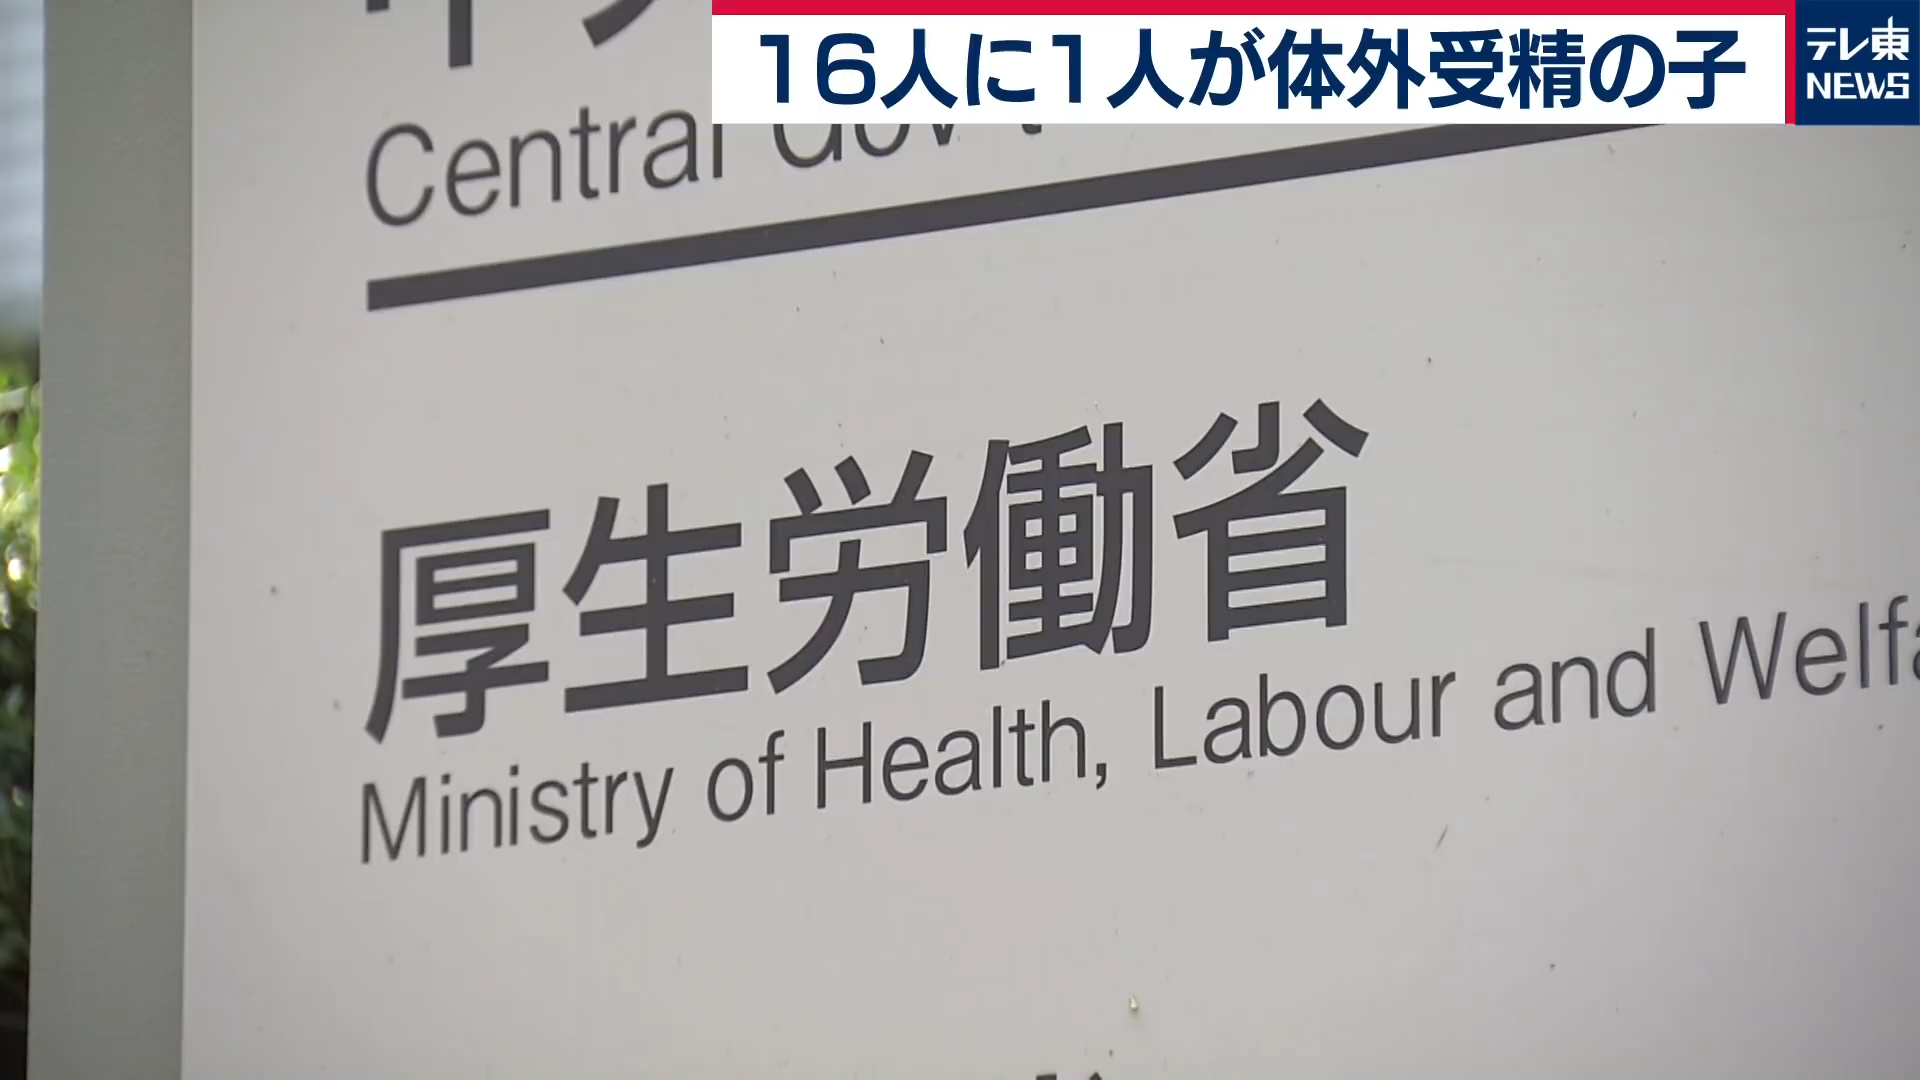 16人に1人が体外受精の子
テレ東
NEWS
Central Gov't
厚生労働省
Ministry of Health, Labour and